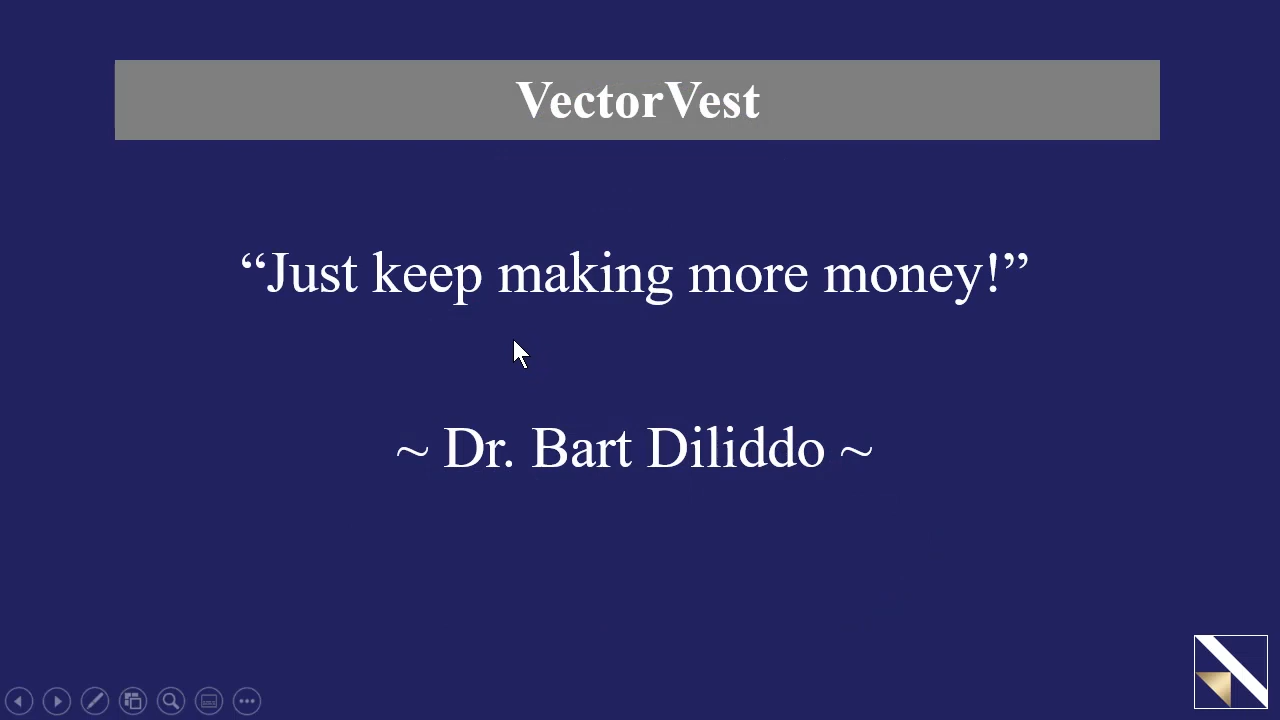 VectorVest
“Just keep making more money!”
~ Dr. Bart Diliddo ~